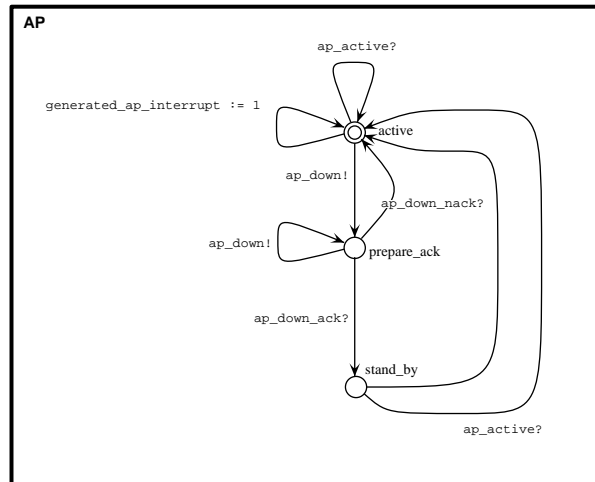 AP
ap_active?
generated_ap_interrupt := 1
active
ap_down!
ap_down_nack?
ap_down!
prepare_ack
ap_down_ack?
stand_by
ap_active?